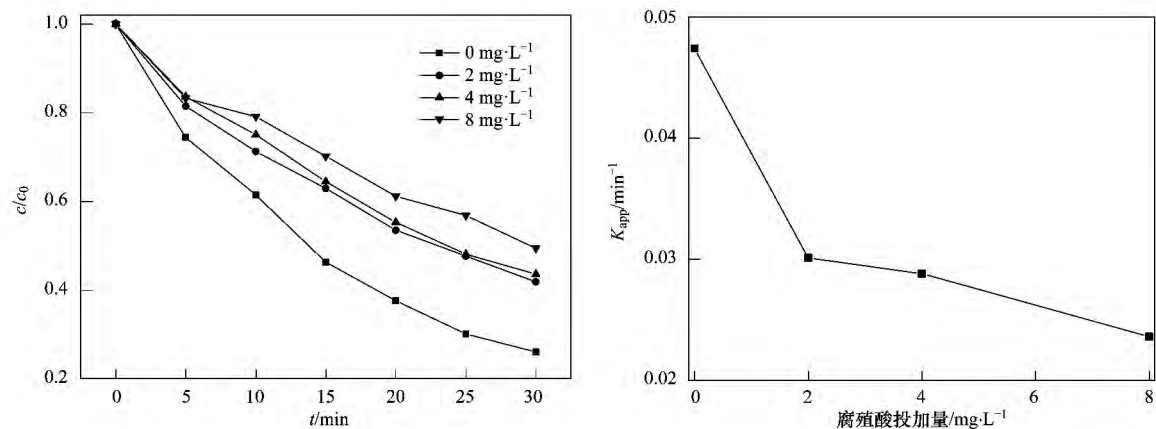 1.0
0.8
0.6
0.4
0.2
c/c₀
0 mg·L⁻¹
2 mg·L⁻¹
4 mg·L⁻¹
8 mg·L⁻¹
0 5 10 15 20 25 30
t/min
0.05
0.04
0.03
0.02
K_app/min⁻¹
0 2 4 6 8
腐殖酸投加量/mg·L⁻¹